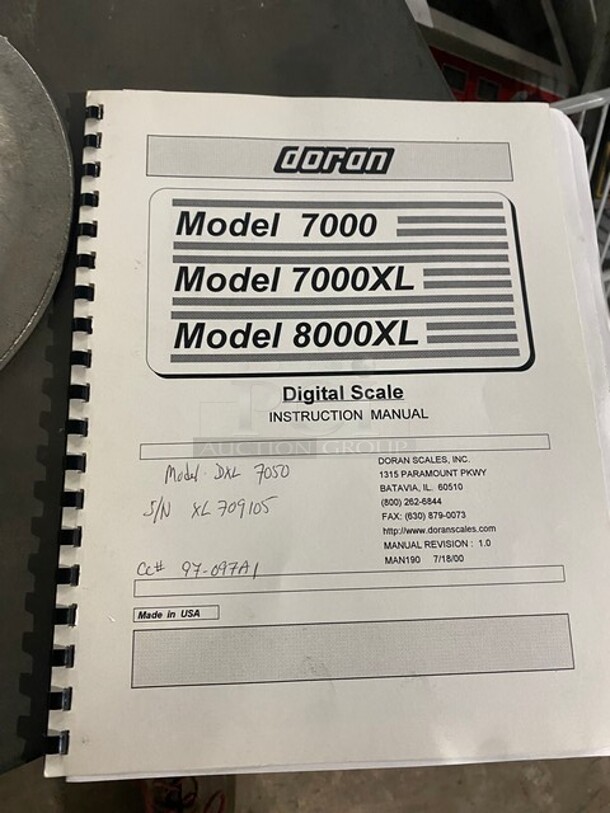 doran
Model 7000
Model 7000XL
Model 8000XL
Digital Scale
INSTRUCTION MANUAL
AUCTION GROUP
Model- DXL 7050
S/N XL 709105
CC# 97-097A1
DORAN SCALES, INC.
1315 PARAMOUNT PKWY
BATAVIA, IL. 60510
(800) 262-6844
FAX: (630) 879-0073
http://www.doranscales.com
MANUAL REVISION : 1.0
MAN190 7/18/00
Made in USA